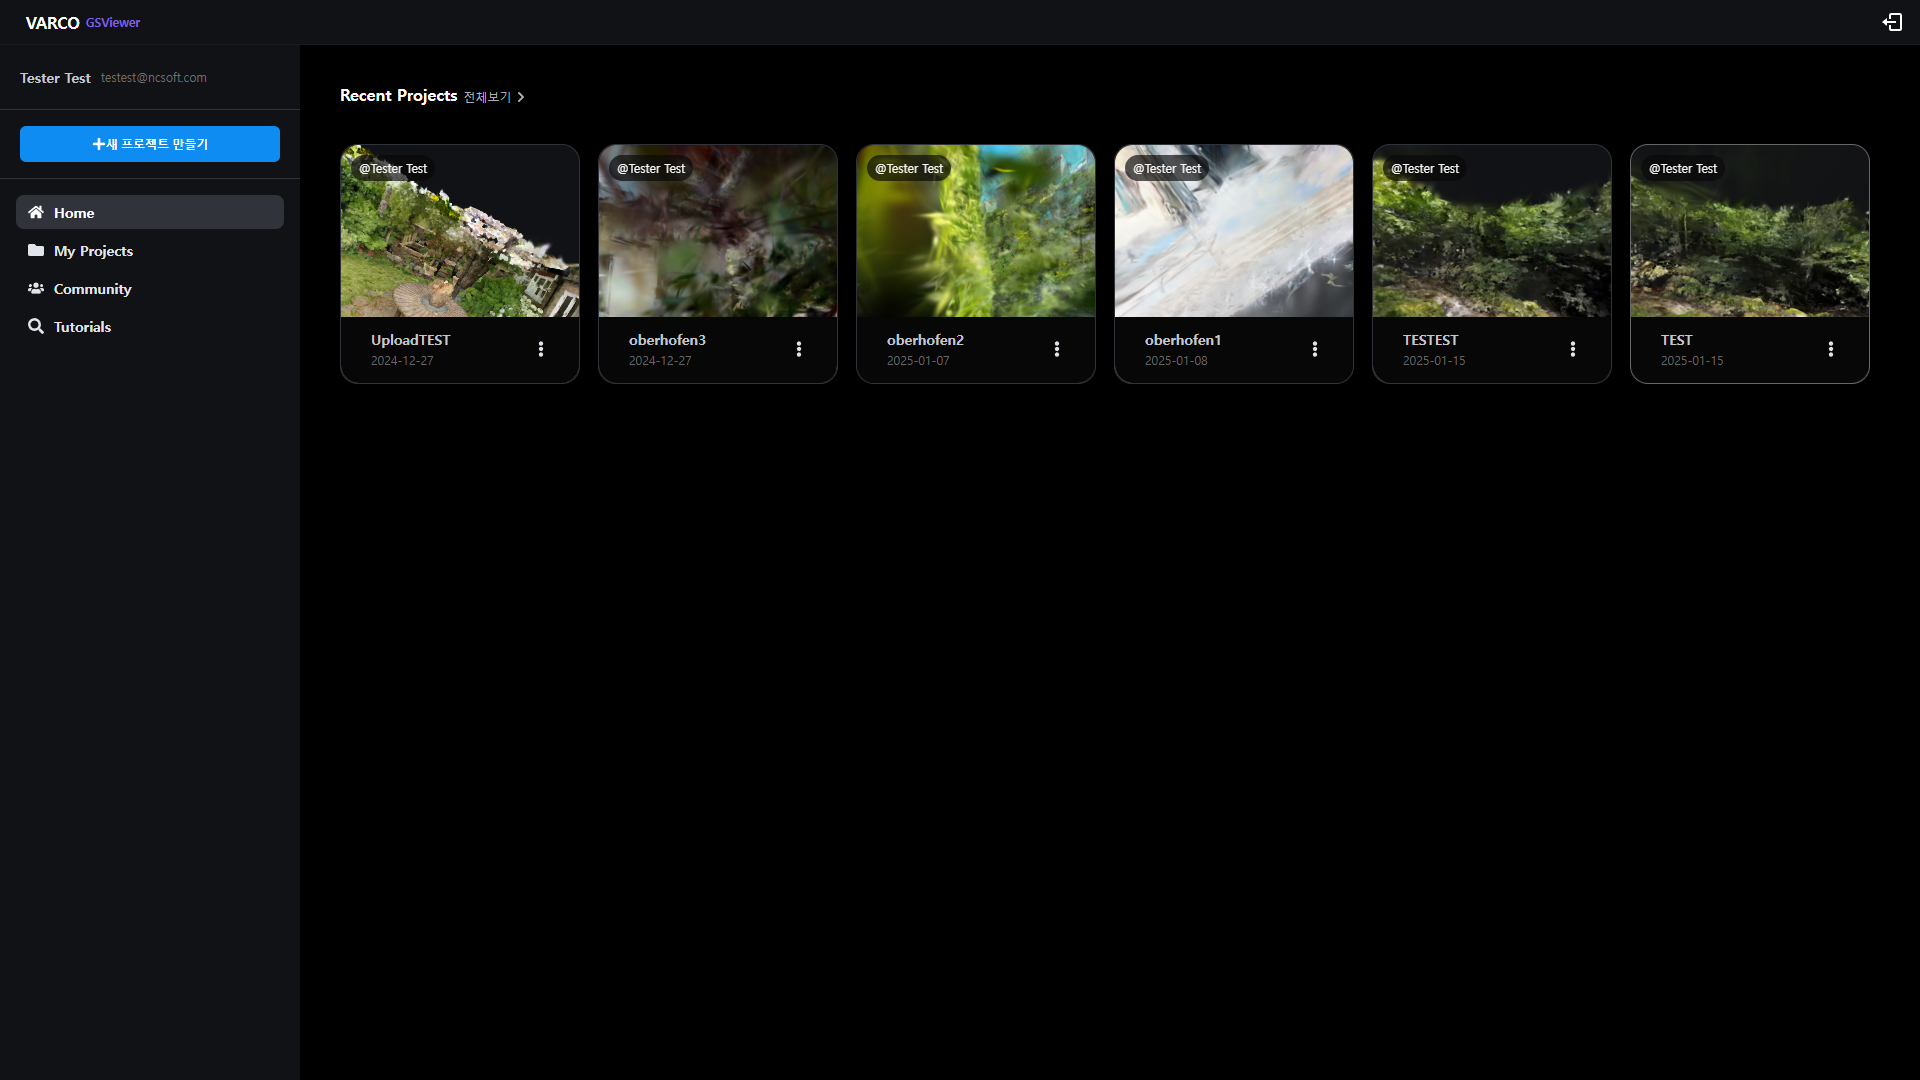 VARCO GSViewer
Tester Test testest@ncsoft.com
새 프로젝트 만들기
Home
My Projects
Community
Tutorials
Recent Projects 전체보기
@Tester Test
UploadTEST
2024-12-27
@Tester Test
oberhofen3
2024-12-27
@Tester Test
oberhofen2
2025-01-07
@Tester Test
oberhofen1
2025-01-08
@Tester Test
TESTEST
2025-01-15
@Tester Test
TEST
2025-01-15